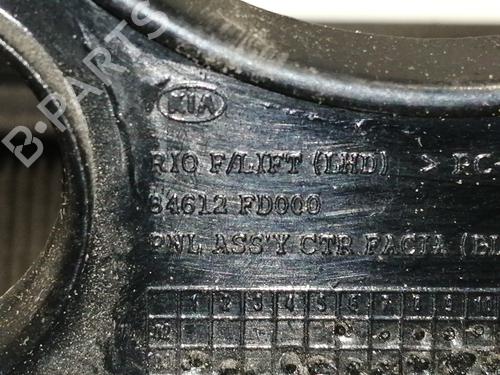 KIA
RIO F/LIFT (LHD) > PC
84612 FD000
PNL ASS'Y CTR FACIA (BL
1 2 3 4 5 6 7 8 9 10
B-PARTS